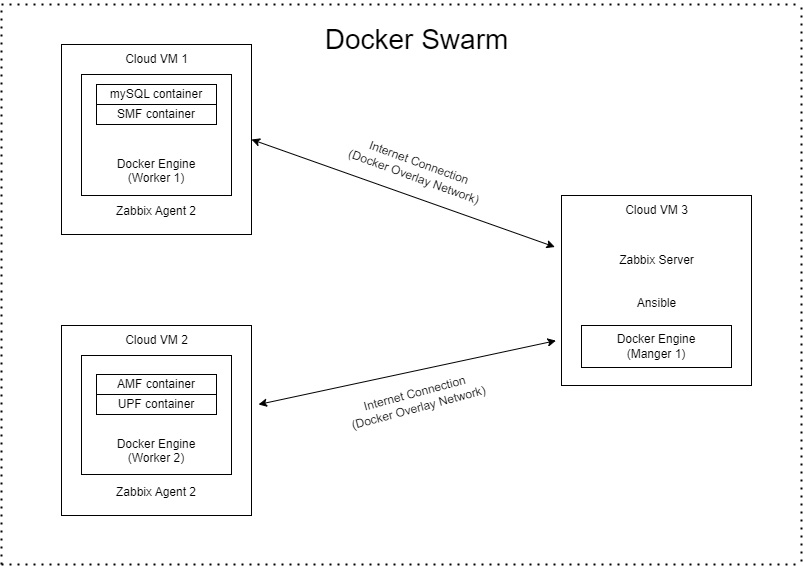 Docker Swarm
Cloud VM 1
mySQL container
SMF container
Docker Engine
(Worker 1)
Zabbix Agent 2
Internet Connection
(Docker Overlay Network)
Cloud VM 3
Zabbix Server
Ansible
Docker Engine
(Manger 1)
Cloud VM 2
AMF container
UPF container
Docker Engine
(Worker 2)
Zabbix Agent 2
Internet Connection
(Docker Overlay Network)